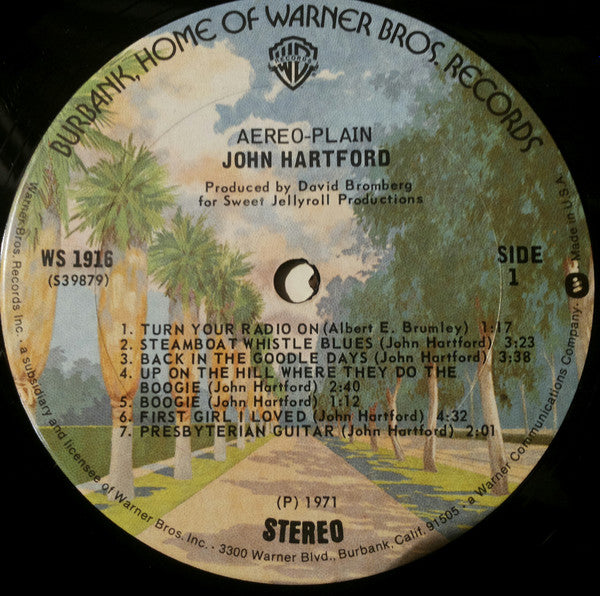 BURBANK, HOME OF WARNER BROS. RECORDS
WB
RECORDS
AEREO-PLAIN
JOHN HARTFORD
Produced by David Bromberg
for Sweet Jellyroll Productions
WS 1916
(S39879)
SIDE
1
1. TURN YOUR RADIO ON (Albert E. Brumley) 1:17
2. STEAMBOAT WHISTLE BLUES (John Hartford) 3:23
3. BACK IN THE GOODLE DAYS (John Hartford) 3:38
4. UP ON THE HILL WHERE THEY DO THE
BOOGIE (John Hartford) 2:40
5. BOOGIE (John Hartford) 1:12
6. FIRST GIRL I LOVED (John Hartford) 4:32
7. PRESBYTERIAN GUITAR (John Hartford) 2:01
(P) 1971
STEREO
Warner Bros. Records Inc., a subsidiary and licensee of Warner Bros. Inc. · 3300 Warner Blvd., Burbank, Calif. 91505 · a Warner Communications Company · Made in U.S.A.